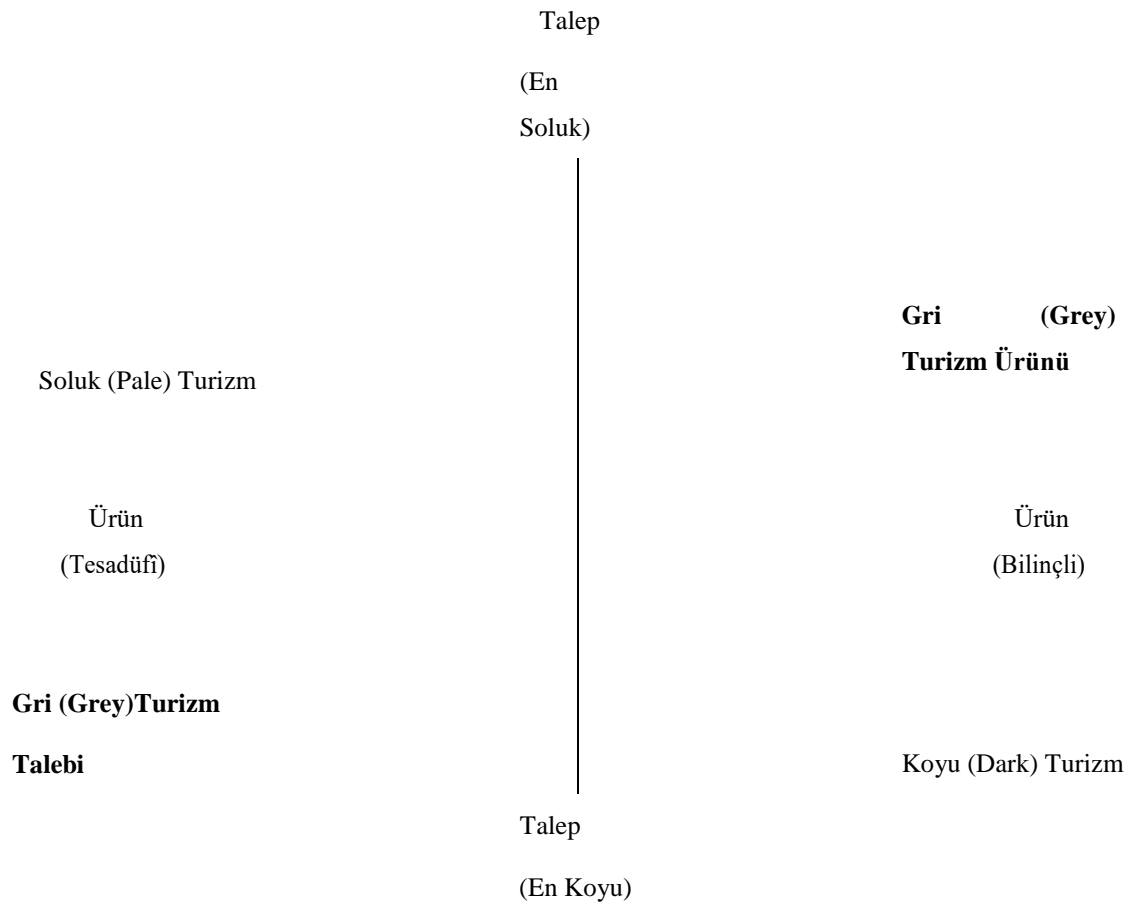 Talep
(En
Soluk)
Gri (Grey)
Turizm Ürünü
Soluk (Pale) Turizm
Ürün
(Tesadüfî)
Ürün
(Bilinçli)
Gri (Grey)Turizm
Talebi
Koyu (Dark) Turizm
Talep
(En Koyu)